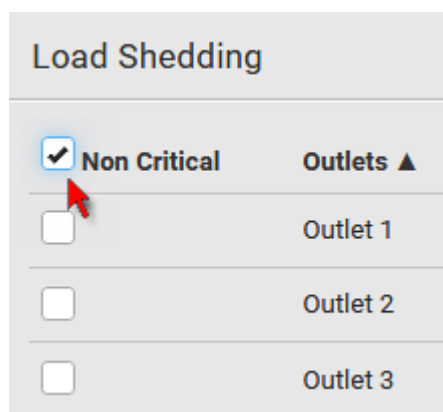 Load Shedding
Non Critical Outlets ▲
Outlet 1
Outlet 2
Outlet 3